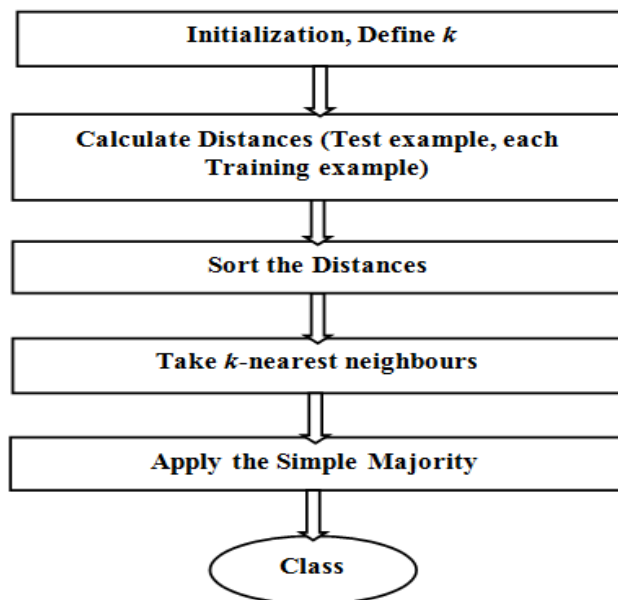 Initialization, Define k
Calculate Distances (Test example, each
Training example)
Sort the Distances
Take k-nearest neighbours
Apply the Simple Majority
Class